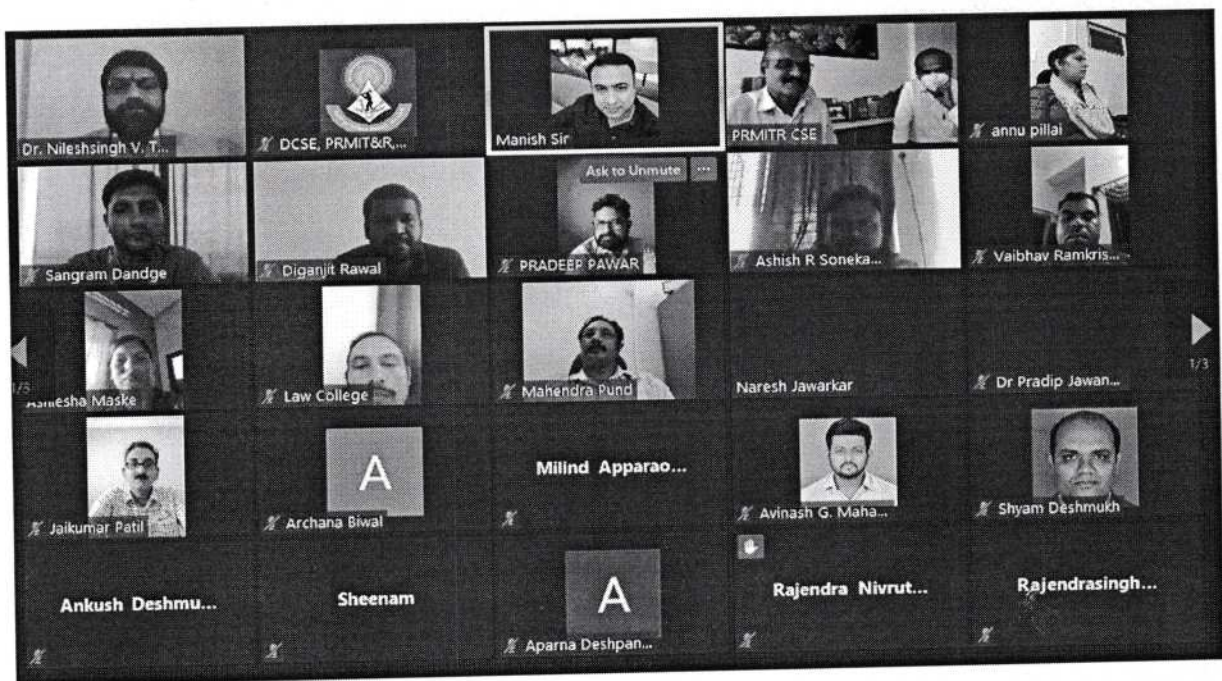 Dr. Nileshsingh V. T...
DCSE, PRMIT&R,...
Manish Sir
PRMITR CSE
annu pillai
Sangram Dandge
Diganjit Rawal
Ask to Unmute ...
PRADEEP PAWAR
Ashish R Soneka...
Vaibhav Ramkris...
1/3
Ashlesha Maske
Law College
Mahendra Pund
Naresh Jawarkar
Dr Pradip Jawan...
1/3
Jaikumar Patil
A
Archana Biwal
Milind Apparao...
Avinash G. Maha...
Shyam Deshmukh
Ankush Deshmu...
Sheenam
A
Aparna Deshpan...
Rajendra Nivrut...
Rajendrasingh...